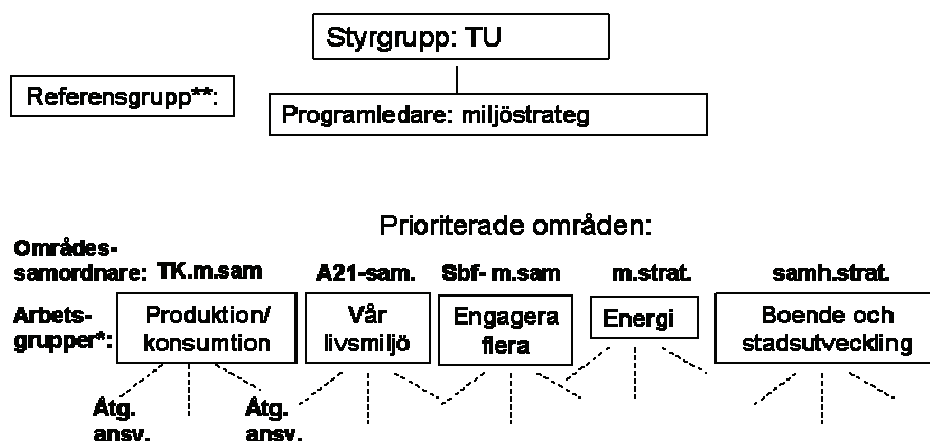 Styrgrupp: TU
Referensgrupp**:
Programledare: miljöstrateg
Prioriterade områden:
Områdes-
samordnare: TK.m.sam A21-sam. Sbf- m.sam m.strat. samh.strat.
Arbets-
grupper*:
Produktion/
konsumtion
Vår
livsmiljö
Engagera
flera
Energi
Boende och
stadsutveckling
Åtg.
ansv.
Åtg.
ansv.